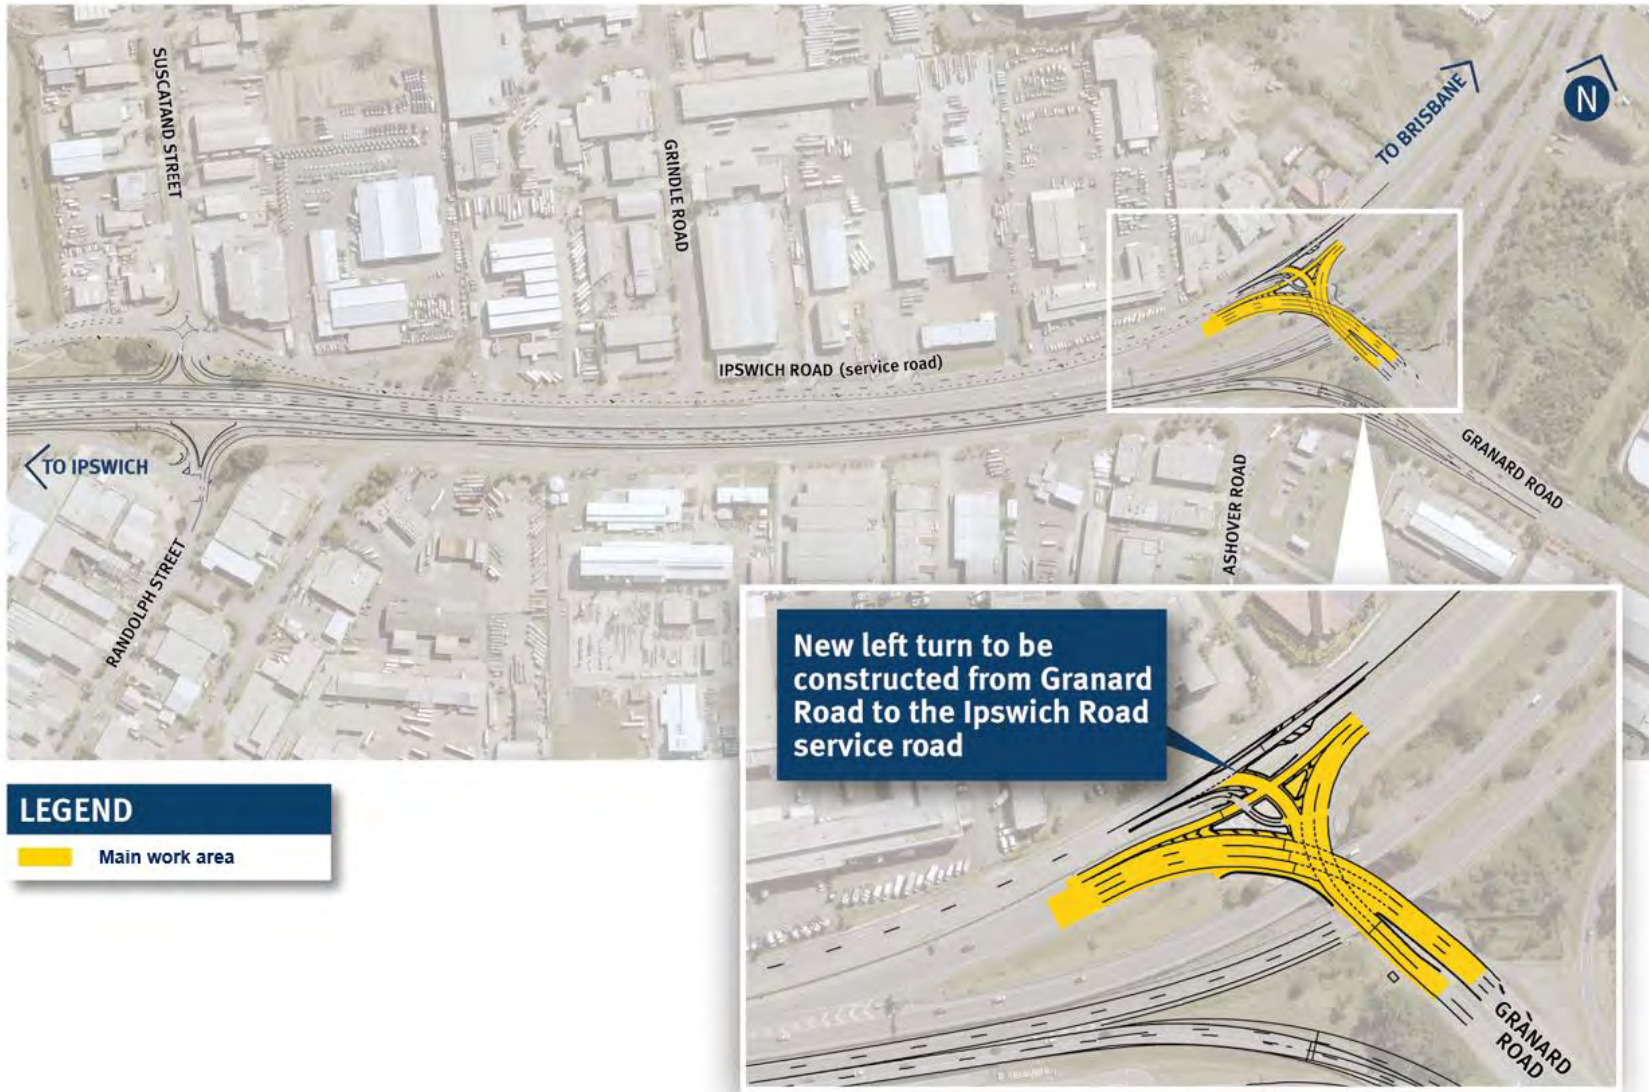 SUSCATAND STREET
GRINDLE ROAD
TO BRISBANE
N
IPSWICH ROAD (service road)
TO IPSWICH
RANDOLPH STREET
ASHOVER ROAD
GRANARD ROAD
New left turn to be
constructed from Granard
Road to the Ipswich Road
service road
LEGEND
Main work area
GRANARD
ROAD